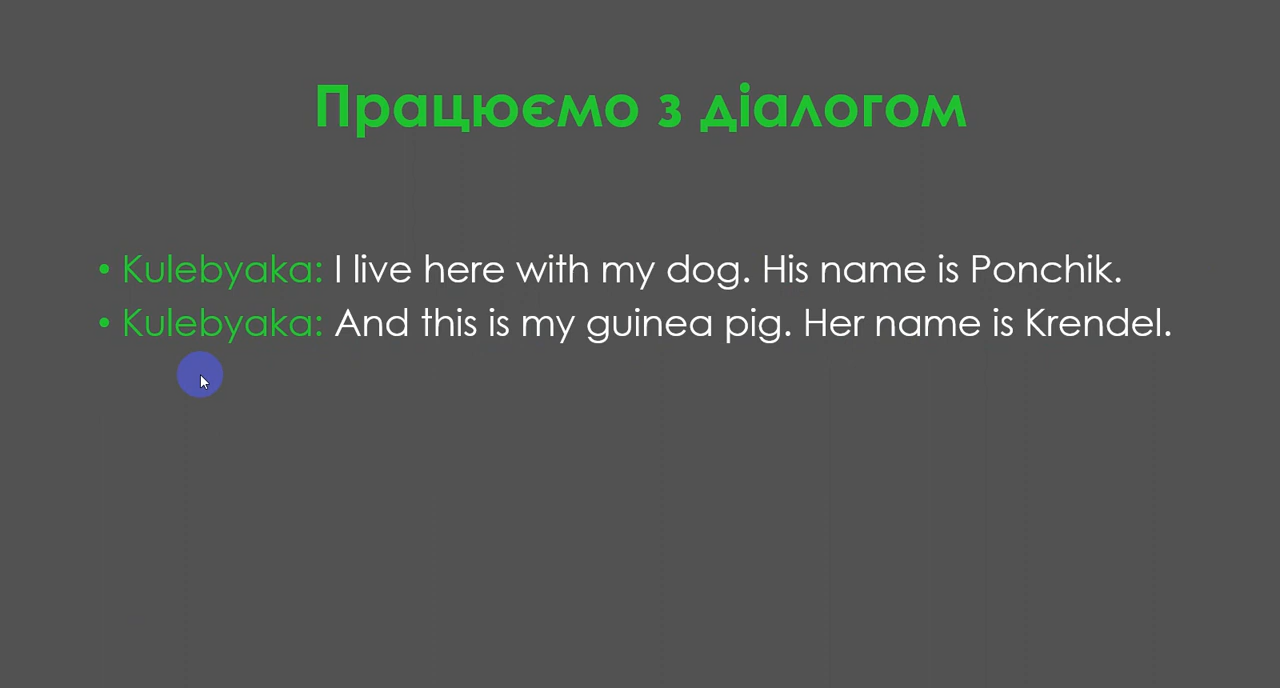 Працюємо з діалогом
• Kulebyaka: I live here with my dog. His name is Ponchik.
• Kulebyaka: And this is my guinea pig. Her name is Krendel.